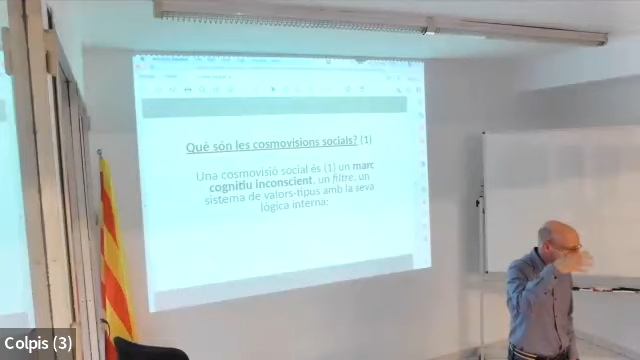 Què són les cosmovisions socials? (1)
Una cosmovisió social és (1) un marc
cognitiu inconscient, un filtre, un
sistema de valors-tipus amb la seva
lògica interna:
Colpis (3)